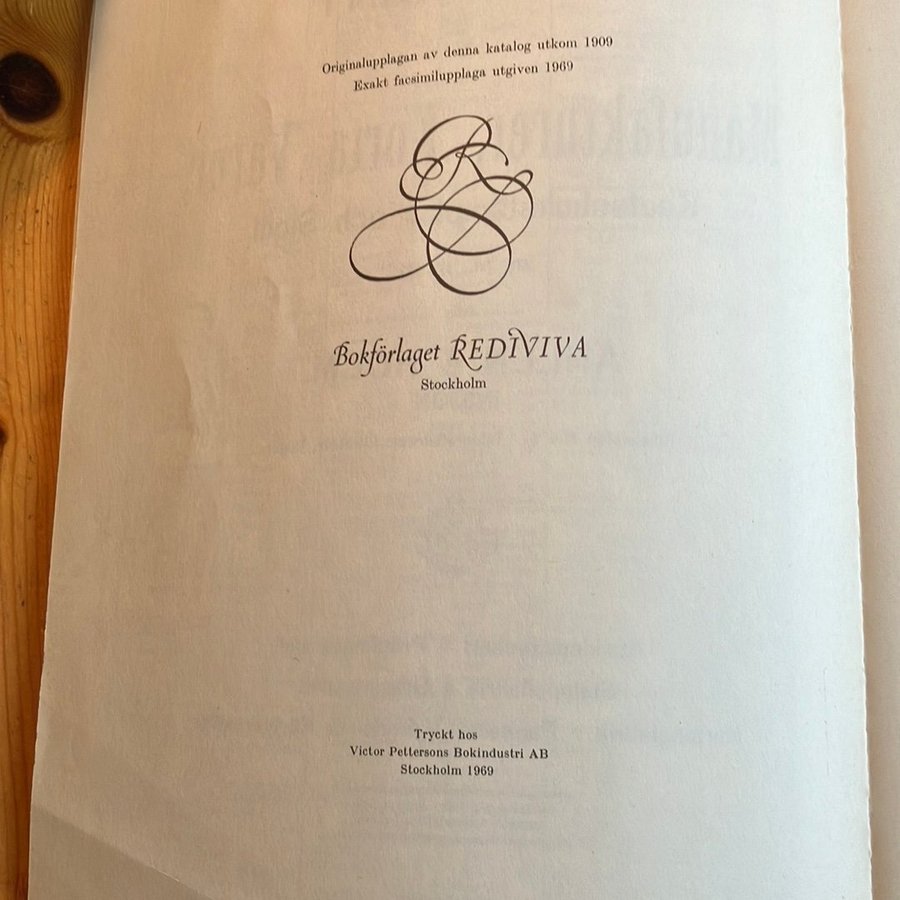 Originalupplagan av denna katalog utkom 1909
Exakt facsimilupplaga utgiven 1969
R
Bokförlaget REDIVIVA
Stockholm
Tryckt hos
Victor Pettersons Bokindustri AB
Stockholm 1969